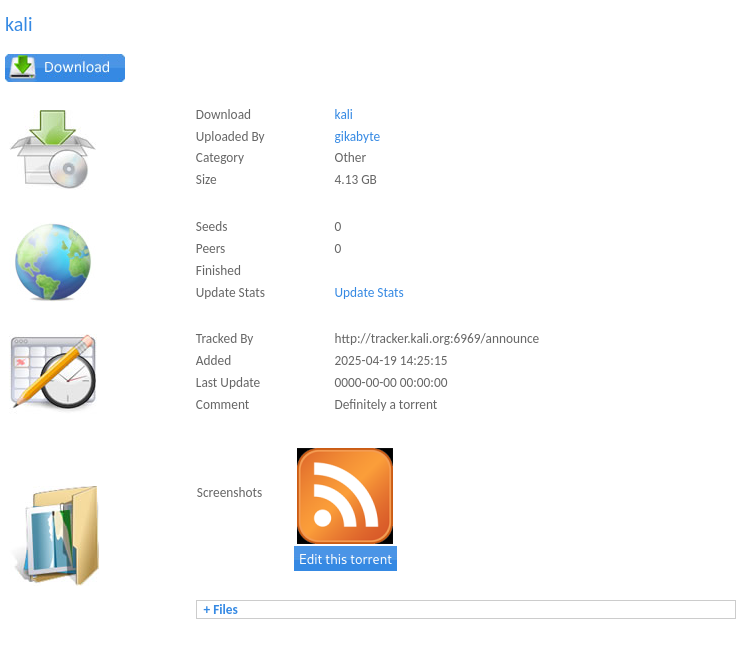 kali
Download
Download kali
Uploaded By gikabyte
Category Other
Size 4.13 GB
Seeds 0
Peers 0
Finished
Update Stats Update Stats
Tracked By http://tracker.kali.org:6969/announce
Added 2025-04-19 14:25:15
Last Update 0000-00-00 00:00:00
Comment Definitely a torrent
Screenshots
Edit this torrent
+ Files